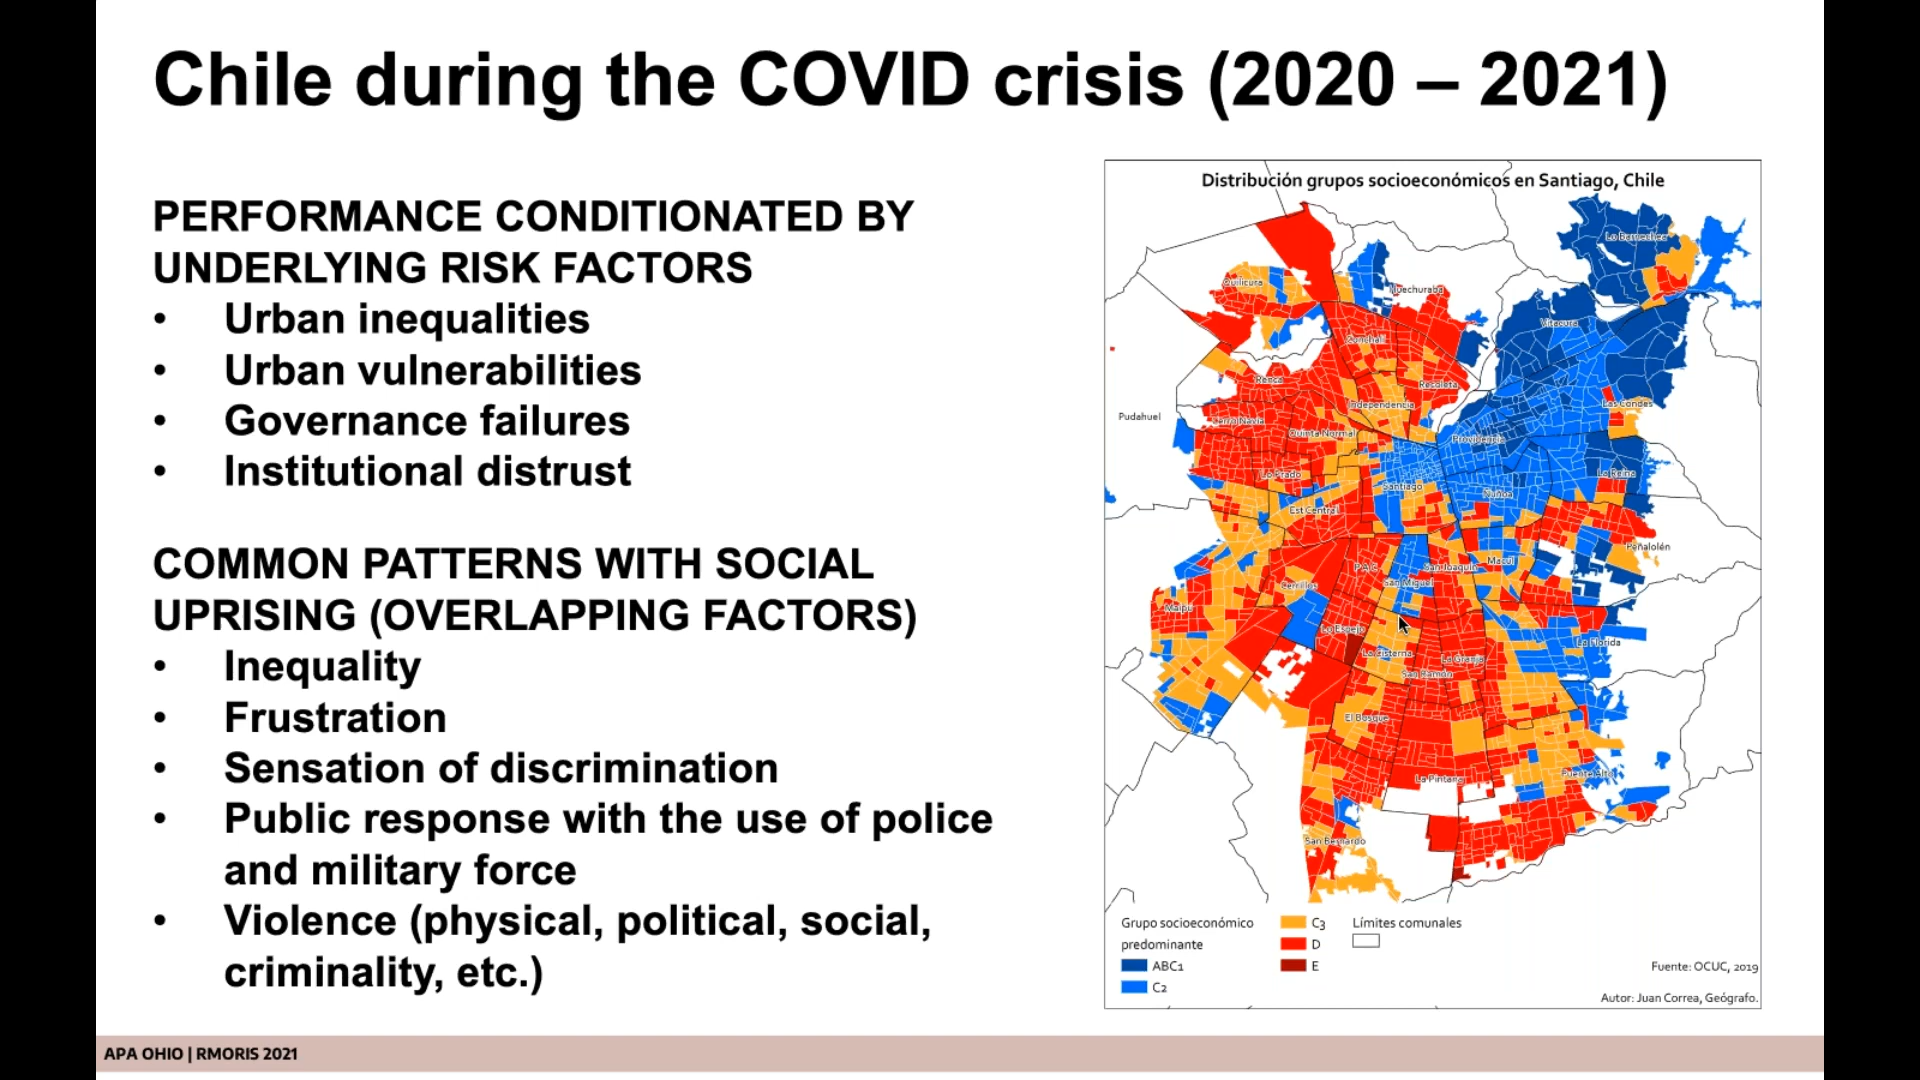 Chile during the COVID crisis (2020 – 2021)
PERFORMANCE CONDITIONATED BY
UNDERLYING RISK FACTORS
• Urban inequalities
• Urban vulnerabilities
• Governance failures
• Institutional distrust
COMMON PATTERNS WITH SOCIAL
UPRISING (OVERLAPPING FACTORS)
• Inequality
• Frustration
• Sensation of discrimination
• Public response with the use of police
and military force
• Violence (physical, political, social,
criminality, etc.)
Distribución grupos socioeconómicos en Santiago, Chile
Lo Barnechea
Quilicura
Huechuraba
Vitacura
Conchalí
Renca
Recoleta
Independencia
Las Condes
Pudahuel
Cerro Navia
Quinta Normal
Providencia
Lo Prado
La Reina
Santiago
Ñuñoa
Est Central
Peñalolén
P.A.C.
San Joaquín
Macul
Cerrillos
San Miguel
Maipú
Lo Espejo
La Florida
La Cisterna
La Granja
San Ramón
El Bosque
La Pintana
Puente Alto
San Bernardo
Grupo socioeconómico
predominante
ABC1
C2
C3
D
E
Límites comunales
Fuente: OCUC, 2019
Autor: Juan Correa, Geógrafo.
APA OHIO | RMORIS 2021